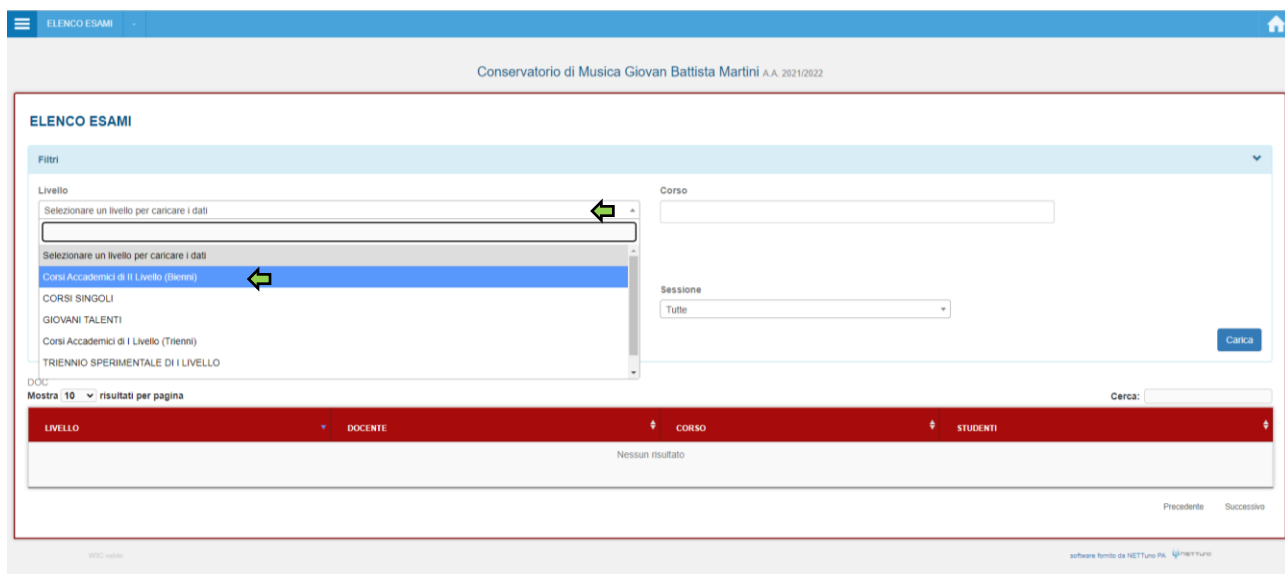 ELENCO ESAMI -
Conservatorio di Musica Giovan Battista Martini A.A. 2021/2022
ELENCO ESAMI
Filtri
Livello
Corso
Selezionare un livello per caricare i dati
Selezionare un livello per caricare i dati
Corsi Accademici di II Livello (Bienni)
CORSI SINGOLI
GIOVANI TALENTI
Corsi Accademici di I Livello (Trienni)
TRIENNIO SPERIMENTALE DI I LIVELLO
Sessione
Tutte
Carica
DOC
Mostra 10 risultati per pagina
Cerca:
LIVELLO DOCENTE CORSO STUDENTI
Nessun risultato
Precedente Successivo
W3C valido
software fornito da NETTuno PA NETTuno